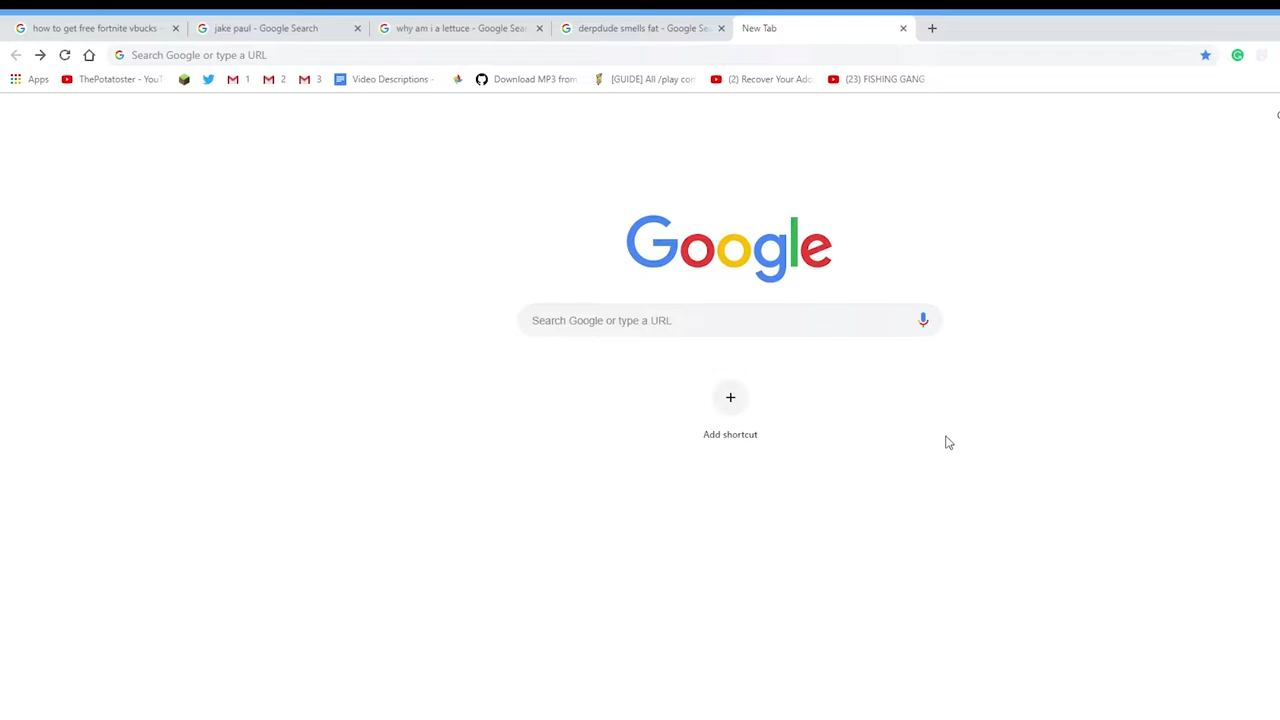 how to get free fortnite vbucks
jake paul - Google Search
why am i a lettuce - Google Sea
derpdude smells fat - Google Se
New Tab
Search Google or type a URL
Apps
ThePotatoster - YouT
1
2
3
Video Descriptions -
Download MP3 from
[GUIDE] All /play con
(2) Recover Your Ado
(23) FISHING GANG
Google
Search Google or type a URL
Add shortcut